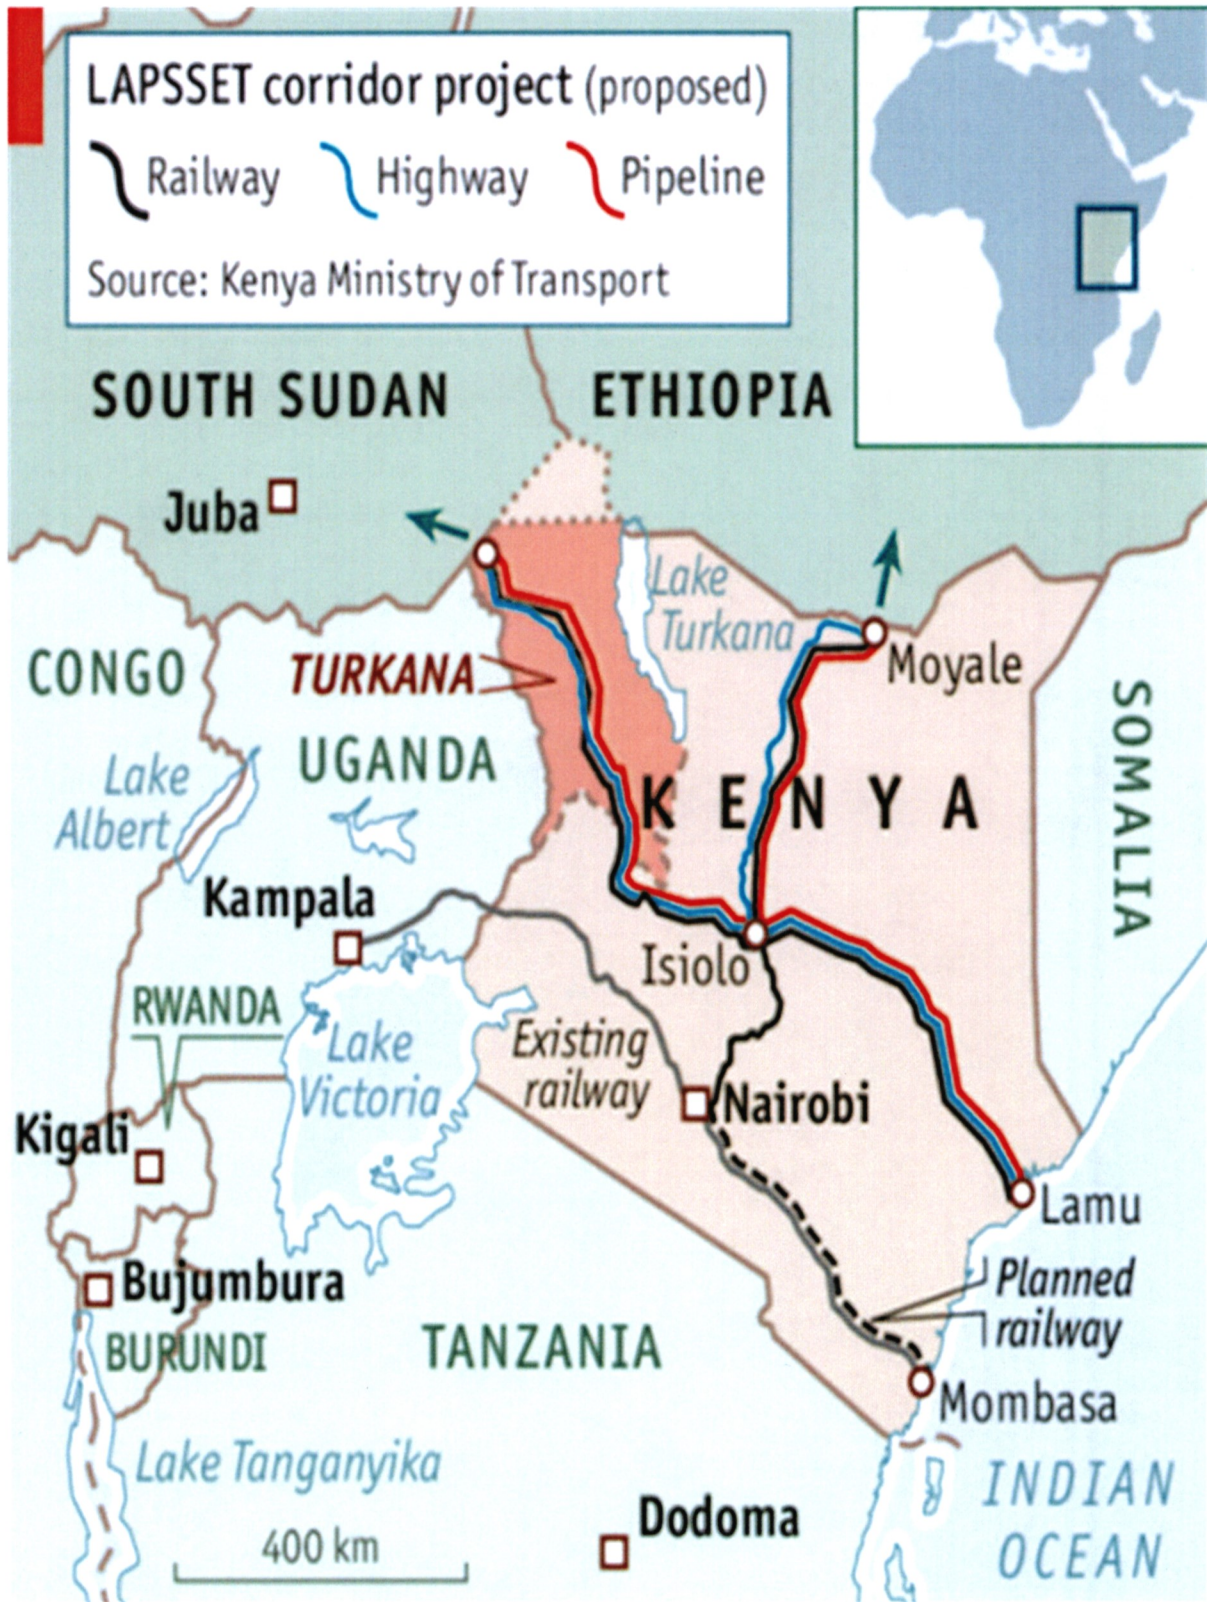 LAPSSET corridor project (proposed)
Railway
Highway
Pipeline
Source: Kenya Ministry of Transport
SOUTH SUDAN
ETHIOPIA
Juba
Lake
Turkana
Moyale
CONGO
TURKANA
UGANDA
SOMALIA
Lake
Albert
KENYA
Kampala
Isiolo
RWANDA
Lake
Victoria
Existing
railway
Nairobi
Kigali
Lamu
Bujumbura
Planned
railway
BURUNDI
TANZANIA
Mombasa
Lake Tanganyika
INDIAN
OCEAN
Dodoma
400 km